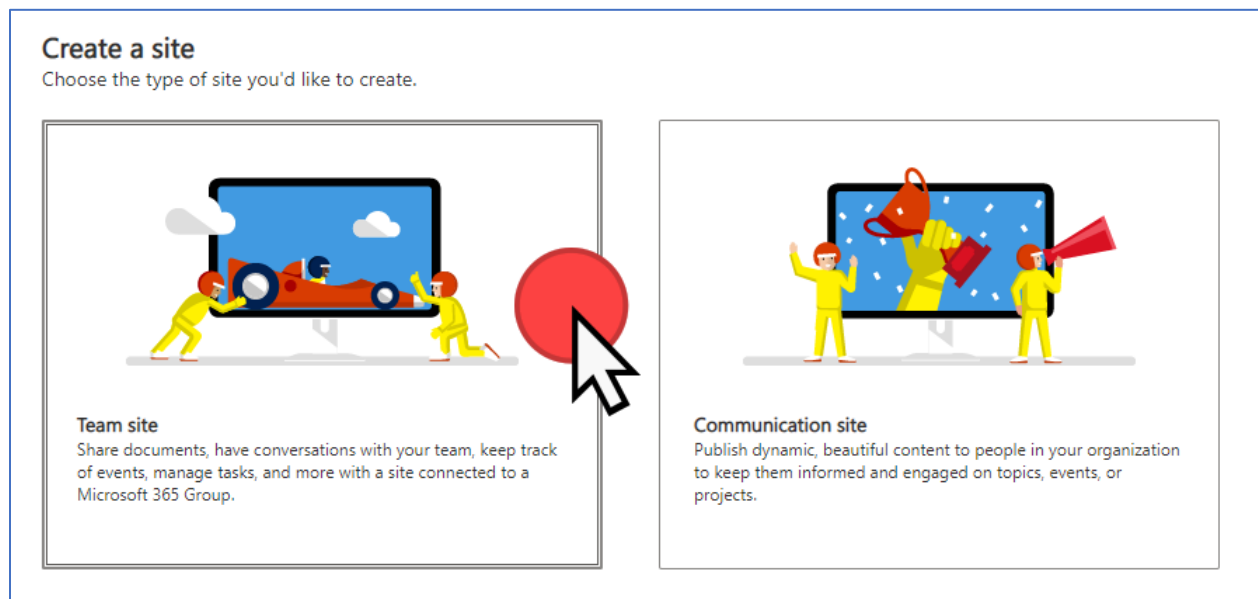 Create a site
Choose the type of site you'd like to create.
Team site
Share documents, have conversations with your team, keep track
of events, manage tasks, and more with a site connected to a
Microsoft 365 Group.
Communication site
Publish dynamic, beautiful content to people in your organization
to keep them informed and engaged on topics, events, or
projects.